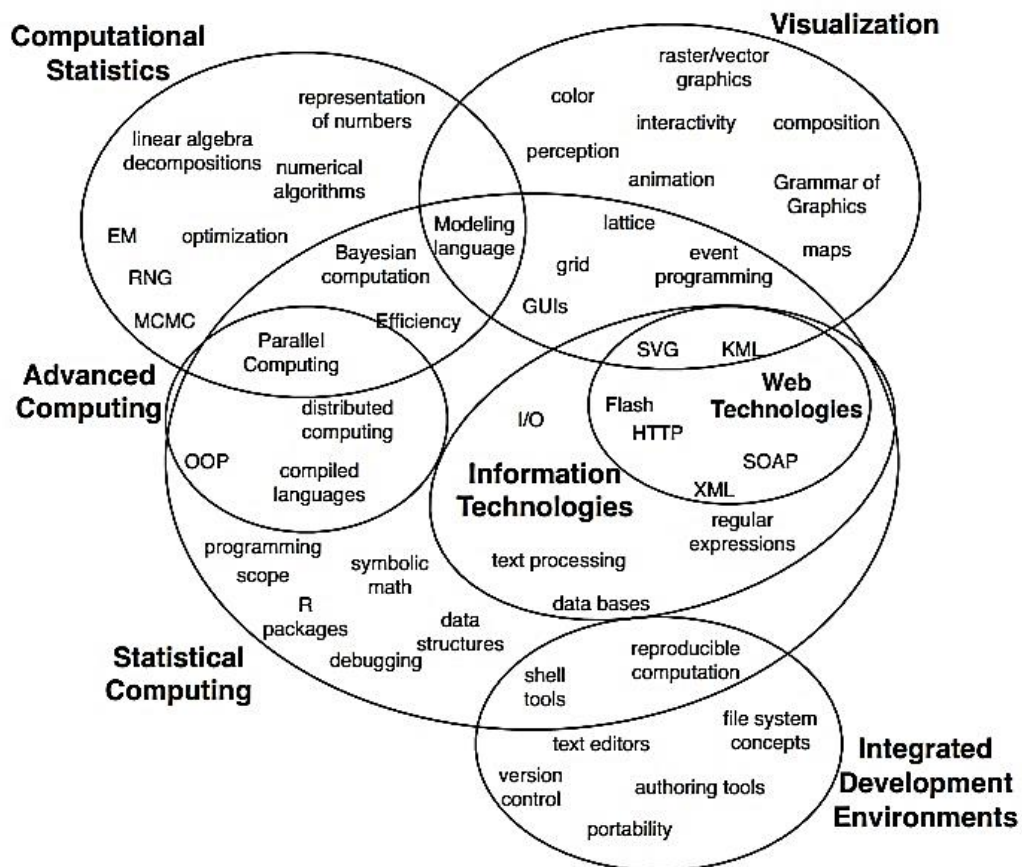 Computational
Statistics
Visualization
raster/vector
graphics
color
representation
of numbers
interactivity
composition
linear algebra
decompositions
perception
numerical
algorithms
animation
Grammar of
Graphics
EM
optimization
Modeling
language
lattice
Bayesian
computation
event
programming
maps
grid
RNG
GUIs
MCMC
Efficiency
Parallel
Computing
SVG
KML
Advanced
Computing
Web
Technologies
distributed
computing
Flash
HTTP
I/O
OOP
compiled
languages
SOAP
Information
Technologies
XML
regular
expressions
programming
scope
symbolic
math
text processing
R
packages
data bases
data
structures
debugging
Statistical
Computing
reproducible
computation
shell
tools
file system
concepts
text editors
Integrated
Development
Environments
version
control
authoring tools
portability